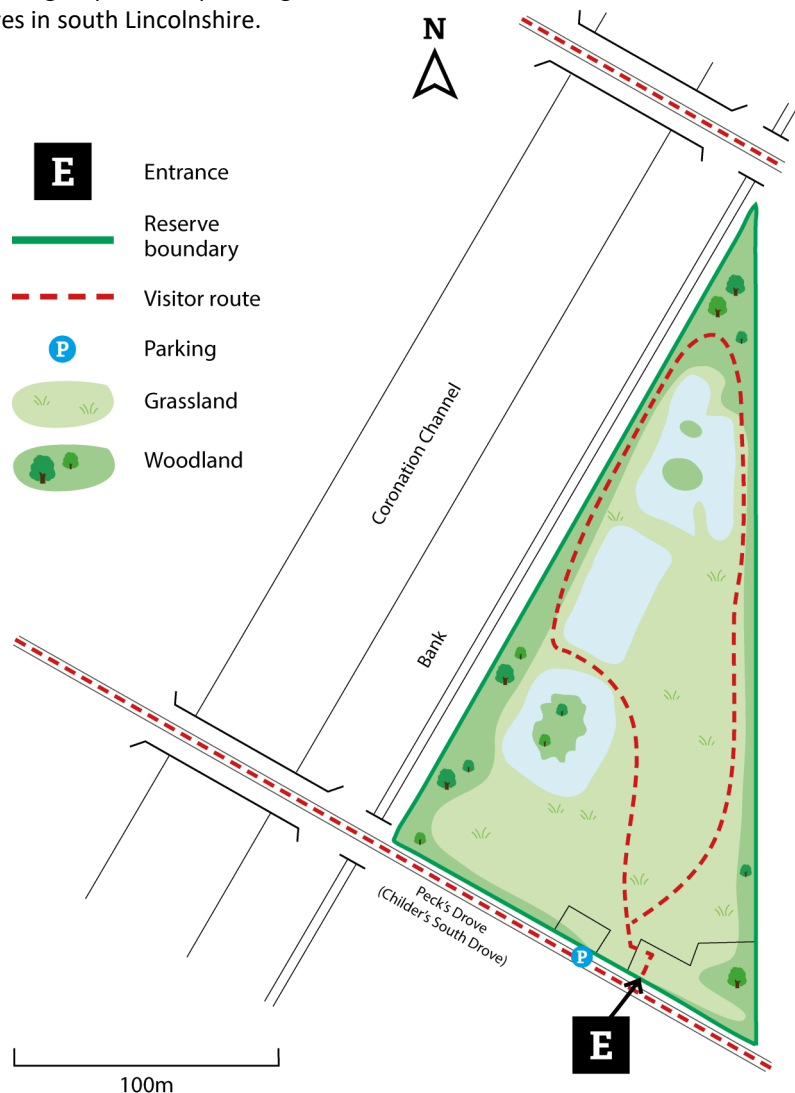 es in south Lincolnshire.
N
E
Entrance
Reserve
boundary
Visitor route
P
Parking
Grassland
Woodland
Coronation Channel
Bank
Peck's Drove
(Childer's South Drove)
P
E
100m